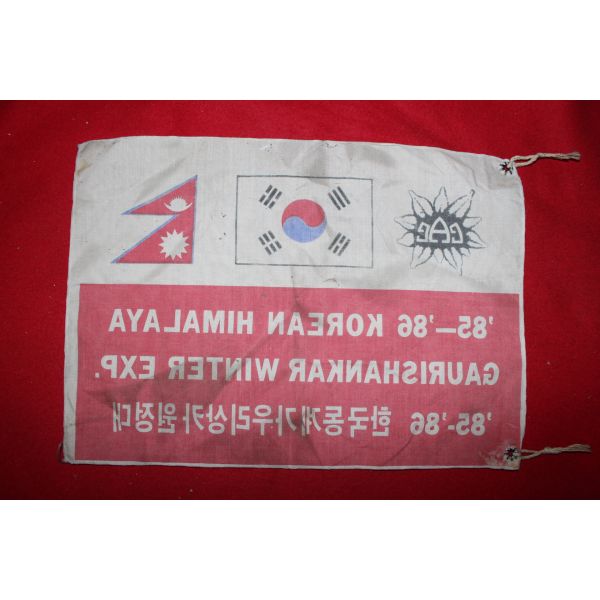 '85—'86 KOREAN HIMALAYA
GAURISHANKAR WINTER EXP.
'85-'86 한국동계가우리상카원정대